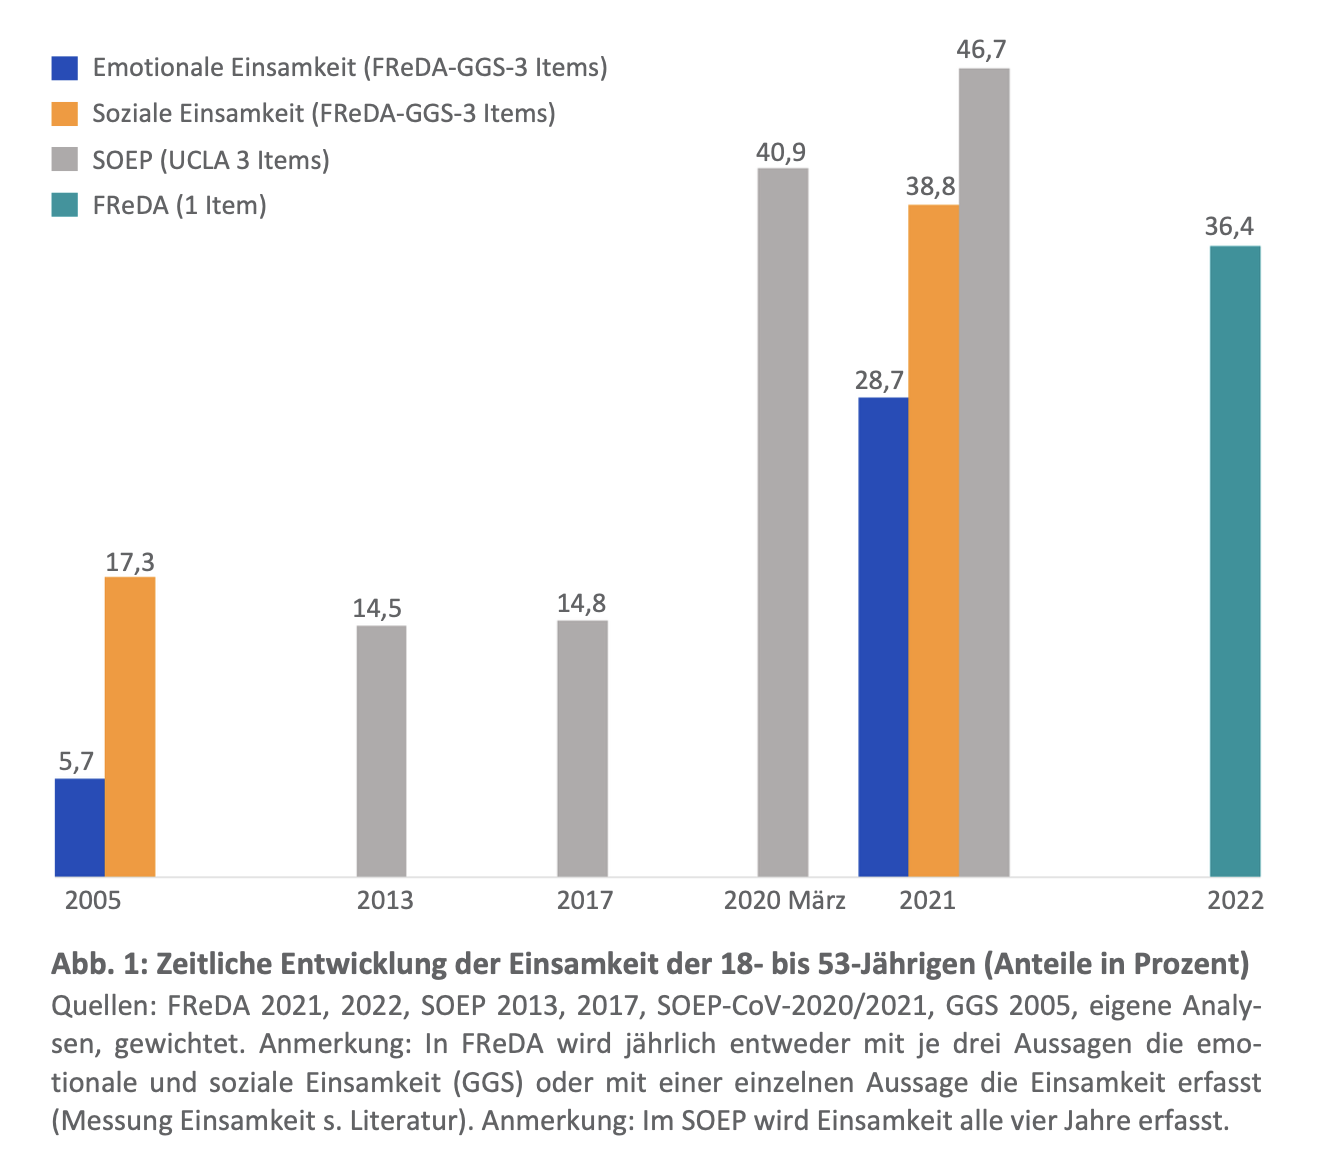 Emotionale Einsamkeit (FReDA-GGS-3 Items)
Soziale Einsamkeit (FReDA-GGS-3 Items)
SOEP (UCLA 3 Items)
FReDA (1 Item)
46,7
40,9
38,8
36,4
28,7
17,3
14,5
14,8
5,7
2005
2013
2017
2020 März
2021
2022
Abb. 1: Zeitliche Entwicklung der Einsamkeit der 18- bis 53-Jährigen (Anteile in Prozent)
Quellen: FReDA 2021, 2022, SOEP 2013, 2017, SOEP-CoV-2020/2021, GGS 2005, eigene Analy-
sen, gewichtet. Anmerkung: In FReDA wird jährlich entweder mit je drei Aussagen die emo-
tionale und soziale Einsamkeit (GGS) oder mit einer einzelnen Aussage die Einsamkeit erfasst
(Messung Einsamkeit s. Literatur). Anmerkung: Im SOEP wird Einsamkeit alle vier Jahre erfasst.